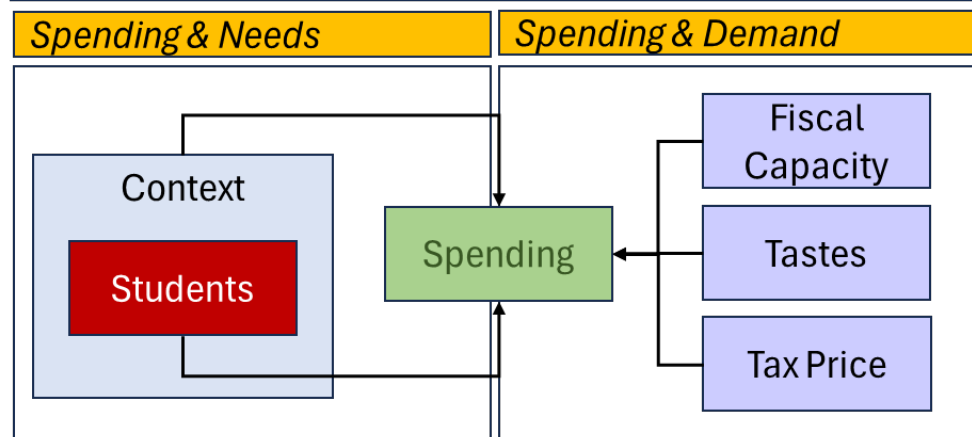 Spending & Needs
Spending & Demand
Context
Students
Spending
Fiscal
Capacity
Tastes
Tax Price